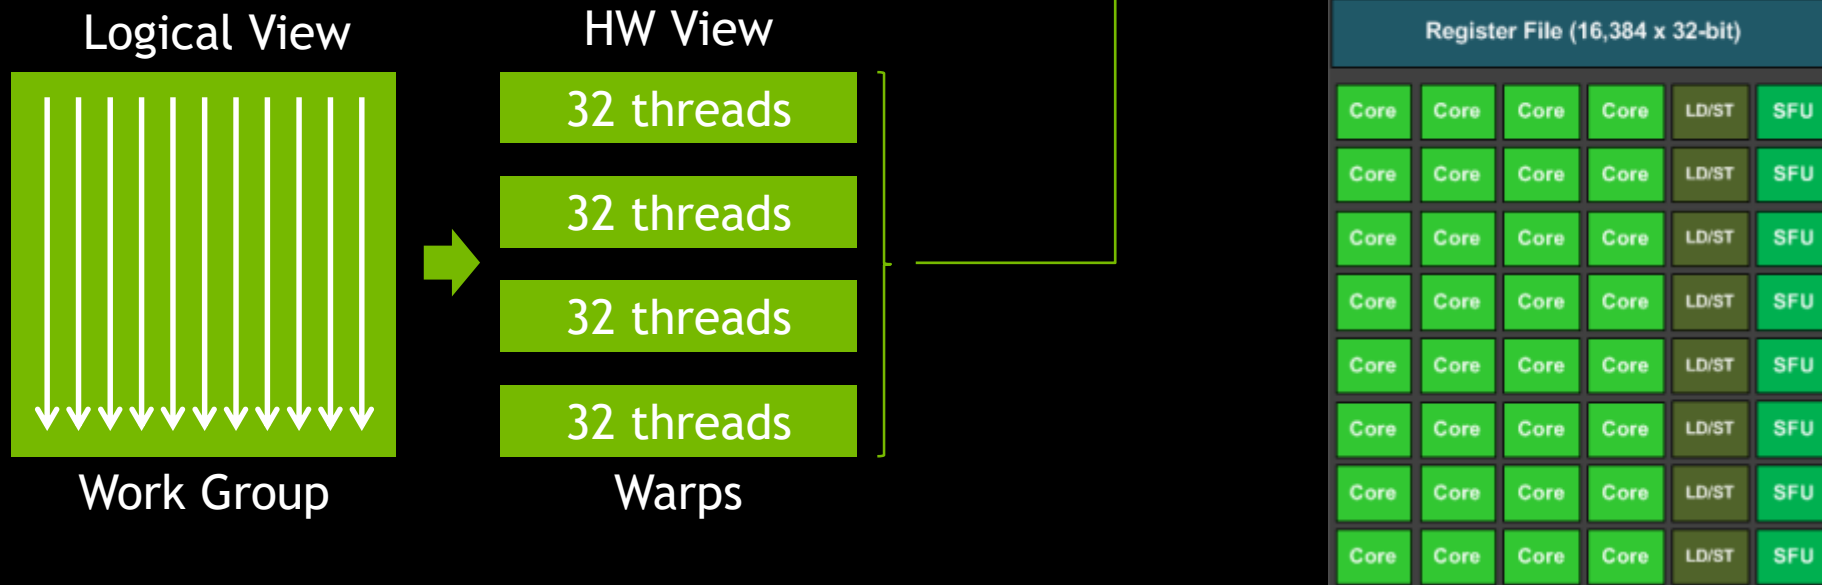 Logical View
32 threads
32 threads
32 threads
32 threads
HW View
Work Group
Warps
Register File (16,384 x 32-bit)
Core Core Core Core LD/ST SFU
Core Core Core Core LD/ST SFU
Core Core Core Core LD/ST SFU
Core Core Core Core LD/ST SFU
Core Core Core Core LD/ST SFU
Core Core Core Core LD/ST SFU
Core Core Core Core LD/ST SFU
Core Core Core Core LD/ST SFU